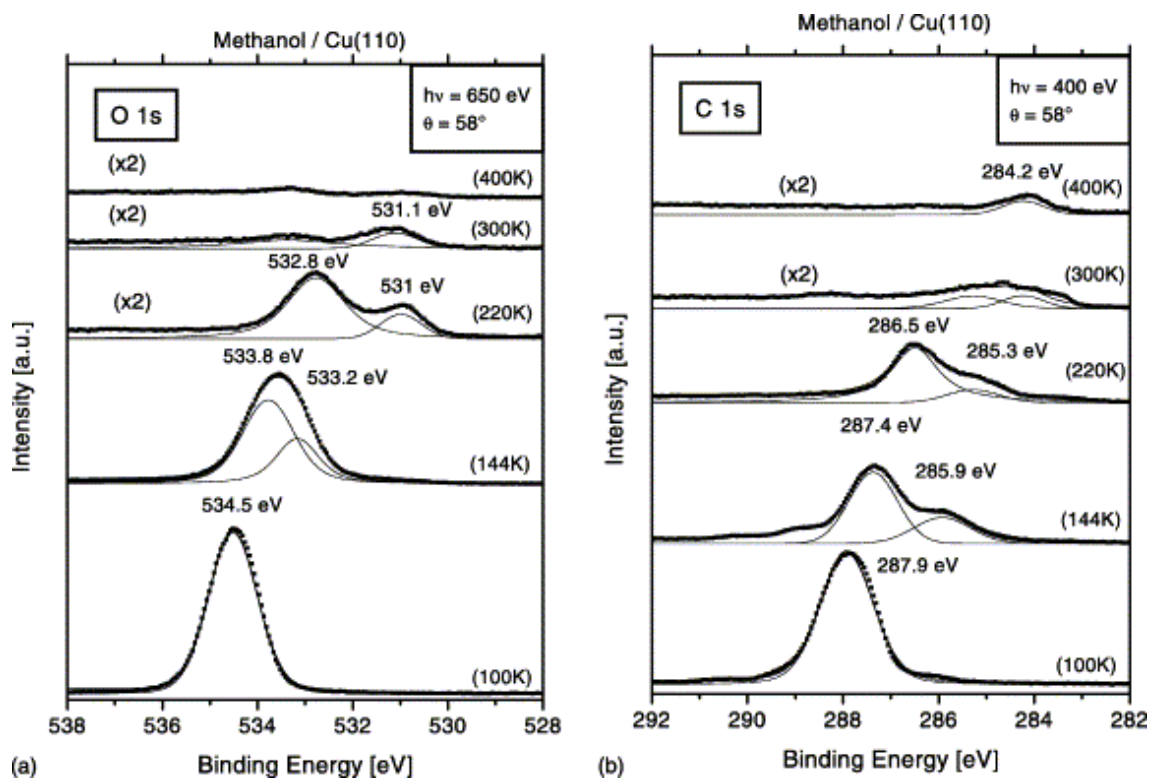 Methanol / Cu(110)
O 1s
hν = 650 eV
θ = 58°
(x2)
(400K)
(x2)
531.1 eV
(300K)
532.8 eV
531 eV
(x2)
(220K)
533.8 eV
533.2 eV
(144K)
534.5 eV
(100K)
Intensity [a.u.]
538 536 534 532 530 528
(a)
Binding Energy [eV]
Methanol / Cu(110)
C 1s
hν = 400 eV
θ = 58°
284.2 eV
(x2)
(400K)
(x2)
(300K)
286.5 eV
285.3 eV
(220K)
287.4 eV
285.9 eV
(144K)
287.9 eV
(100K)
Intensity [a.u.]
292 290 288 286 284 282
(b)
Binding Energy [eV]